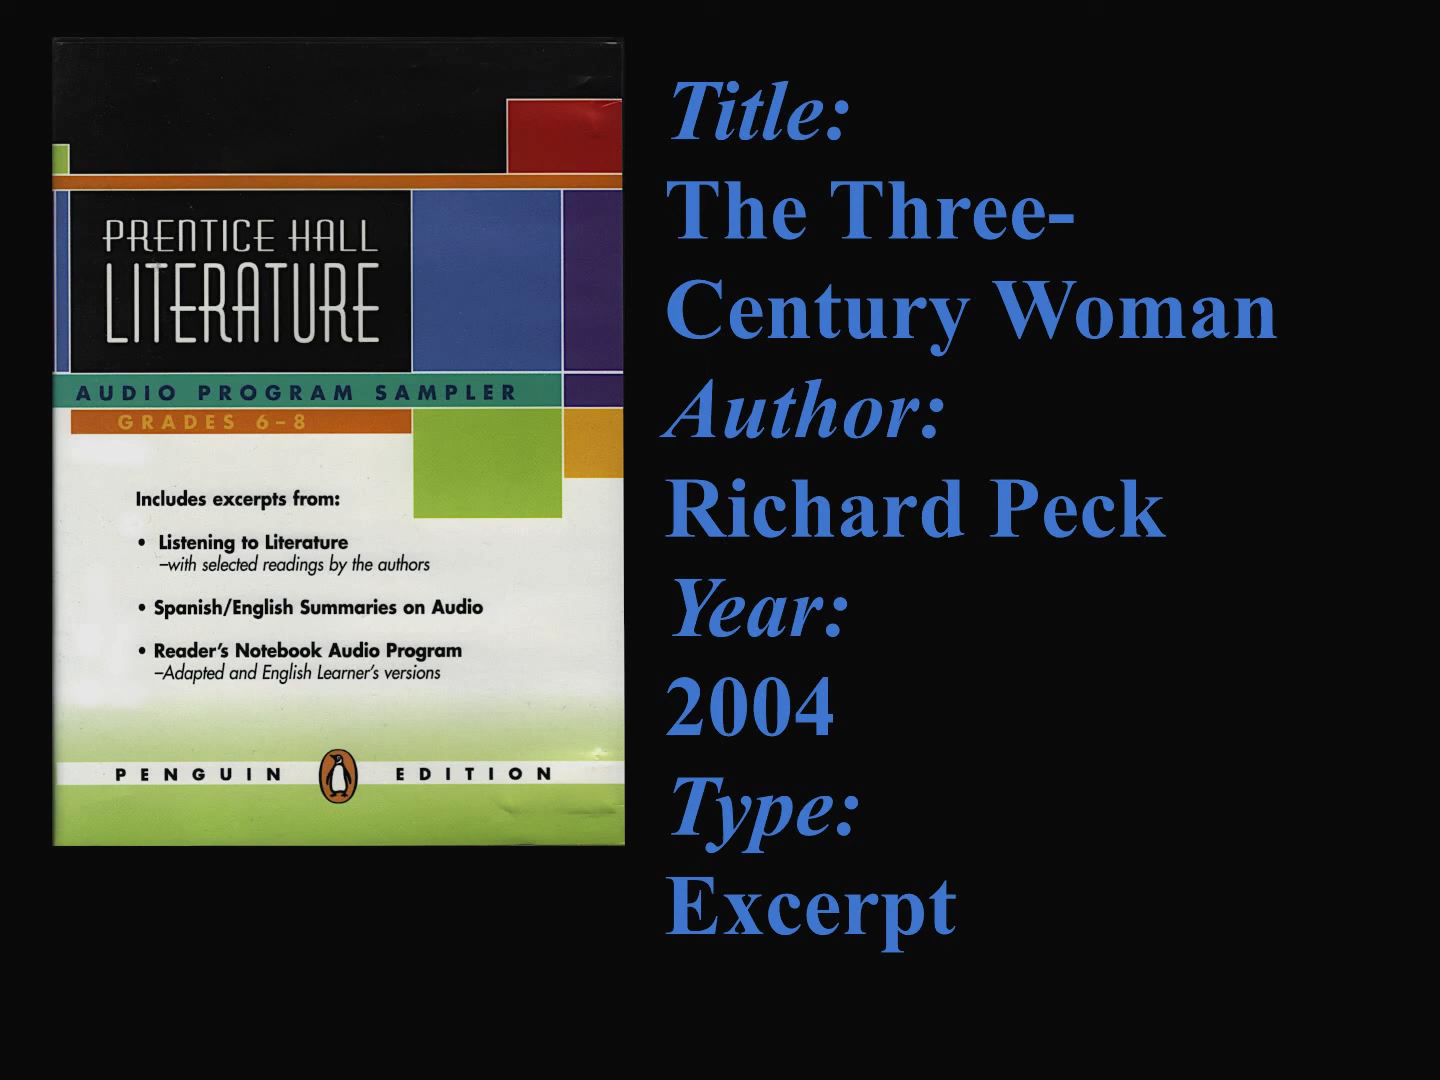 PRENTICE HALL
LITERATURE
AUDIO PROGRAM SAMPLER
GRADES 6–8
Includes excerpts from:
• Listening to Literature
–with selected readings by the authors
• Spanish/English Summaries on Audio
• Reader's Notebook Audio Program
–Adapted and English Learner's versions
PENGUIN EDITION
Title:
The Three-
Century Woman
Author:
Richard Peck
Year:
2004
Type:
Excerpt